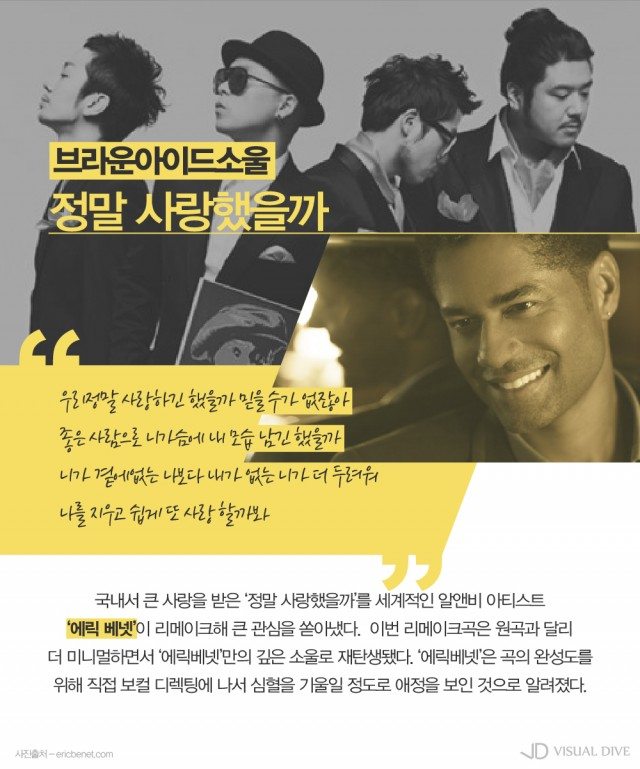 브라운아이드소울
정말 사랑했을까
“
우리정말 사랑하긴 했을까 믿을수가 없잖아
좋은 사람으로 니가슴에 내 모습 남긴 했을까
니가 곁에없는 나보다 내가 없는 니가 더 두려워
나를 지우고 쉽게 또 사랑 할까봐
”
국내서 큰 사랑을 받은 ‘정말 사랑했을까’를 세계적인 알앤비 아티스트
‘에릭 베넷’이 리메이크해 큰 관심을 쏟아냈다. 이번 리메이크곡은 원곡과 달리
더 미니멀하면서 ‘에릭베넷’만의 깊은 소울로 재탄생됐다. ‘에릭베넷’은 곡의 완성도를
위해 직접 보컬 디렉팅에 나서 심혈을 기울일 정도로 애정을 보인 것으로 알려졌다.
사진출처 – ericbenet.com
VD VISUAL DIVE